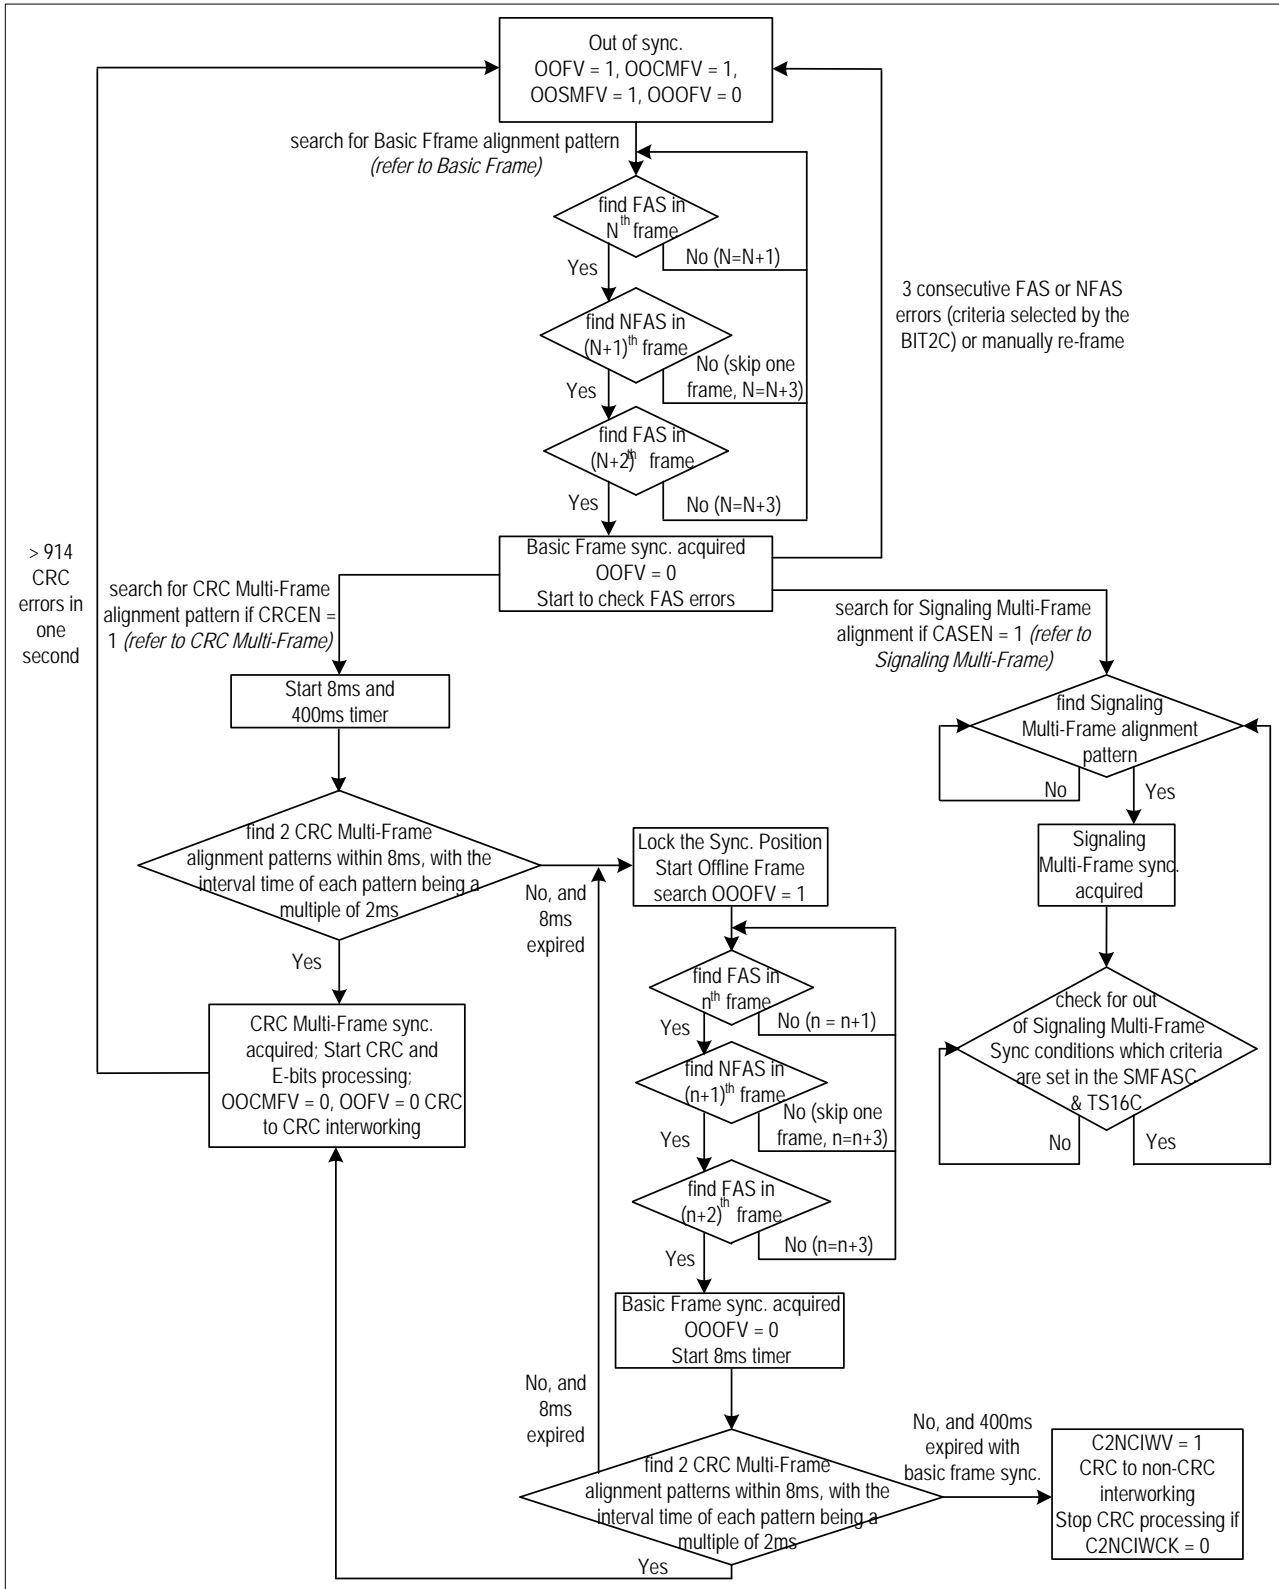 Out of sync.
OOFV = 1, OOCMFV = 1,
OOSMFV = 1, OOOFV = 0
search for Basic Fframe alignment pattern
(refer to Basic Frame)
find FAS in
Nth frame
No (N=N+1)
Yes
find NFAS in
(N+1)th frame
No (skip one
frame, N=N+3)
Yes
find FAS in
(N+2)th frame
No (N=N+3)
Yes
3 consecutive FAS or NFAS
errors (criteria selected by the
BIT2C) or manually re-frame
Basic Frame sync. acquired
OOFV = 0
Start to check FAS errors
> 914
CRC
errors in
one
second
search for CRC Multi-Frame
alignment pattern if CRCEN =
1 (refer to CRC Multi-Frame)
search for Signaling Multi-Frame
alignment if CASEN = 1 (refer to
Signaling Multi-Frame)
Start 8ms and
400ms timer
find Signaling
Multi-Frame alignment
pattern
No
Yes
find 2 CRC Multi-Frame
alignment patterns within 8ms, with the
interval time of each pattern being a
multiple of 2ms
No, and
8ms
expired
Yes
Lock the Sync. Position
Start Offline Frame
search OOOFV = 1
Signaling
Multi-Frame sync.
acquired
find FAS in
nth frame
No (n = n+1)
Yes
CRC Multi-Frame sync.
acquired; Start CRC and
E-bits processing;
OOCMFV = 0, OOFV = 0 CRC
to CRC interworking
check for out
of Signaling Multi-Frame
Sync conditions which criteria
are set in the SMFASC
& TS16C
No
Yes
find NFAS in
(n+1)th frame
No (skip one
frame, n=n+3)
Yes
find FAS in
(n+2)th frame
No (n=n+3)
Yes
Basic Frame sync. acquired
OOOFV = 0
Start 8ms timer
No, and
8ms
expired
find 2 CRC Multi-Frame
alignment patterns within 8ms, with the
interval time of each pattern being a
multiple of 2ms
No, and 400ms
expired with
basic frame sync.
Yes
C2NCIWV = 1
CRC to non-CRC
interworking
Stop CRC processing if
C2NCIWCK = 0